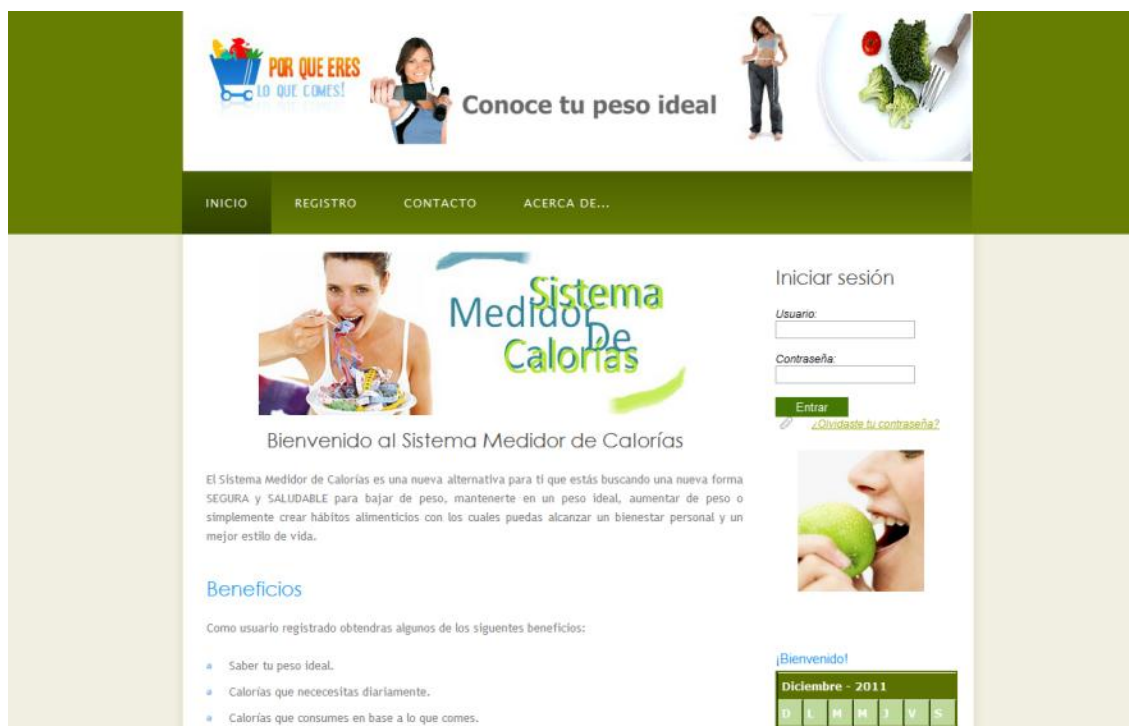 POR QUE ERES
LO QUE COMES!
Conoce tu peso ideal
INICIO
REGISTRO
CONTACTO
ACERCA DE...
Sistema
Medidor
De
Calorías
Bienvenido al Sistema Medidor de Calorías
El Sistema Medidor de Calorías es una nueva alternativa para ti que estás buscando una nueva forma
SEGURA y SALUDABLE para bajar de peso, mantenerte en un peso ideal, aumentar de peso o
simplemente crear hábitos alimenticios con los cuales puedas alcanzar un bienestar personal y un
mejor estilo de vida.
Beneficios
Como usuario registrado obtendras algunos de los siguentes beneficios:
Saber tu peso ideal.
Calorías que nececesitas diariamente.
Calorías que consumes en base a lo que comes.
Iniciar sesión
Usuario:
Contraseña:
Entrar
¿Olvidaste tu contraseña?
¡Bienvenido!
Diciembre - 2011
D L M M J V S